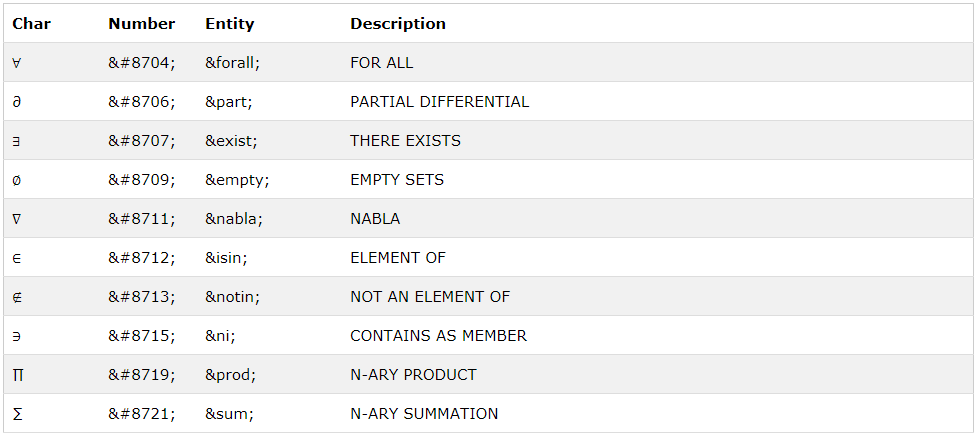 Char Number Entity Description
∀ &#8704; &forall; FOR ALL
∂ &#8706; &part; PARTIAL DIFFERENTIAL
∃ &#8707; &exist; THERE EXISTS
∅ &#8709; &empty; EMPTY SETS
∇ &#8711; &nabla; NABLA
∈ &#8712; &isin; ELEMENT OF
∉ &#8713; &notin; NOT AN ELEMENT OF
∋ &#8715; &ni; CONTAINS AS MEMBER
∏ &#8719; &prod; N-ARY PRODUCT
∑ &#8721; &sum; N-ARY SUMMATION